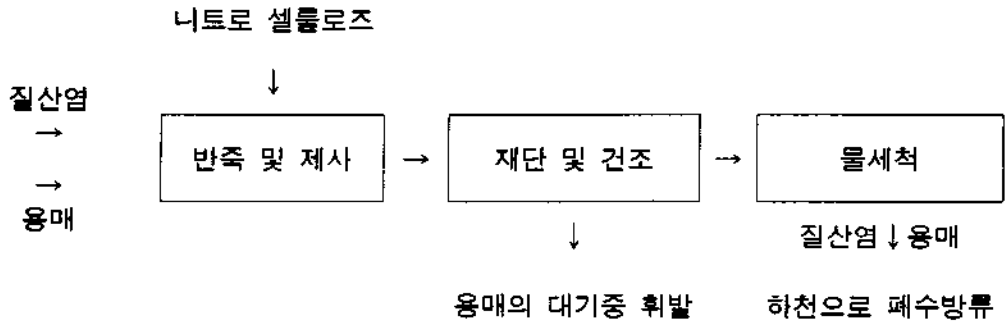 니트로 셀룰로즈
↓
질산염
→
반죽 및 제사 → 재단 및 건조 → 물세척
→
용매
↓ 질산염↓용매
용매의 대기중 휘발 하천으로 폐수방류